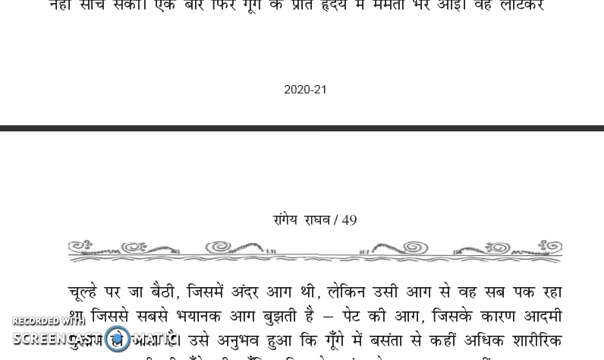 नहीं सोच सकी। एक बार फिर गूँगे के प्रति हृदय में ममता भर आई। वह लौटकर
2020-21
रांगेय राघव / 49
चूल्हे पर जा बैठी, जिसमें अंदर आग थी, लेकिन उसी आग से वह सब पक रहा
था जिससे सबसे भयानक आग बुझती है – पेट की आग, जिसके कारण आदमी
RECORDED WITH
SCREENCAST MATIC
हो जाता है। उसे अनुभव हुआ कि गूँगे में बसंता से कहीं अधिक शारीरिक